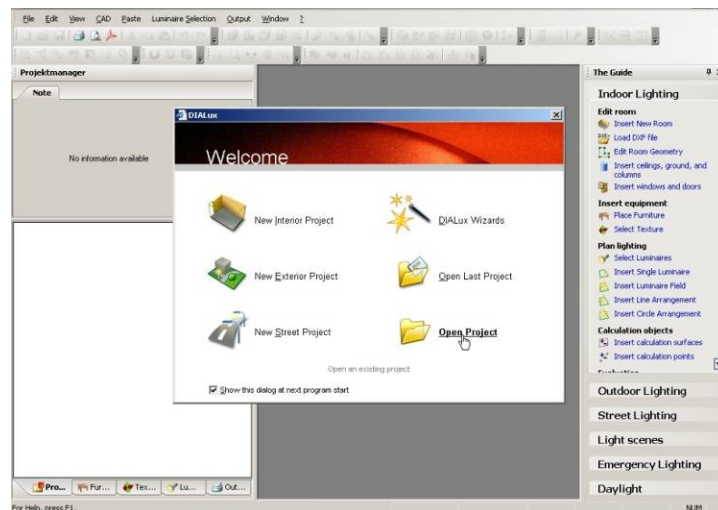 File Edit View CAD Paste Luminaire Selection Output Window ?
Projektmanager
Note
No information available
DIALux
Welcome
New Interior Project
DIALux Wizards
New Exterior Project
Open Last Project
New Street Project
Open Project
Open an existing project
Show this dialog at next program start
The Guide
Indoor Lighting
Edit room
Insert New Room
Load DXF file
Edit Room Geometry
Insert ceilings, ground, and
columns
Insert windows and doors
Insert equipment
Place Furniture
Select Texture
Plan lighting
Select Luminaires
Insert Single Luminaire
Insert Luminaire Field
Insert Line Arrangement
Insert Circle Arrangement
Calculation objects
Insert calculation surfaces
Insert calculation points
Outdoor Lighting
Street Lighting
Light scenes
Emergency Lighting
Daylight
Pro... Fur... Tex... Lu... Out...
For Help, press F1. NUM